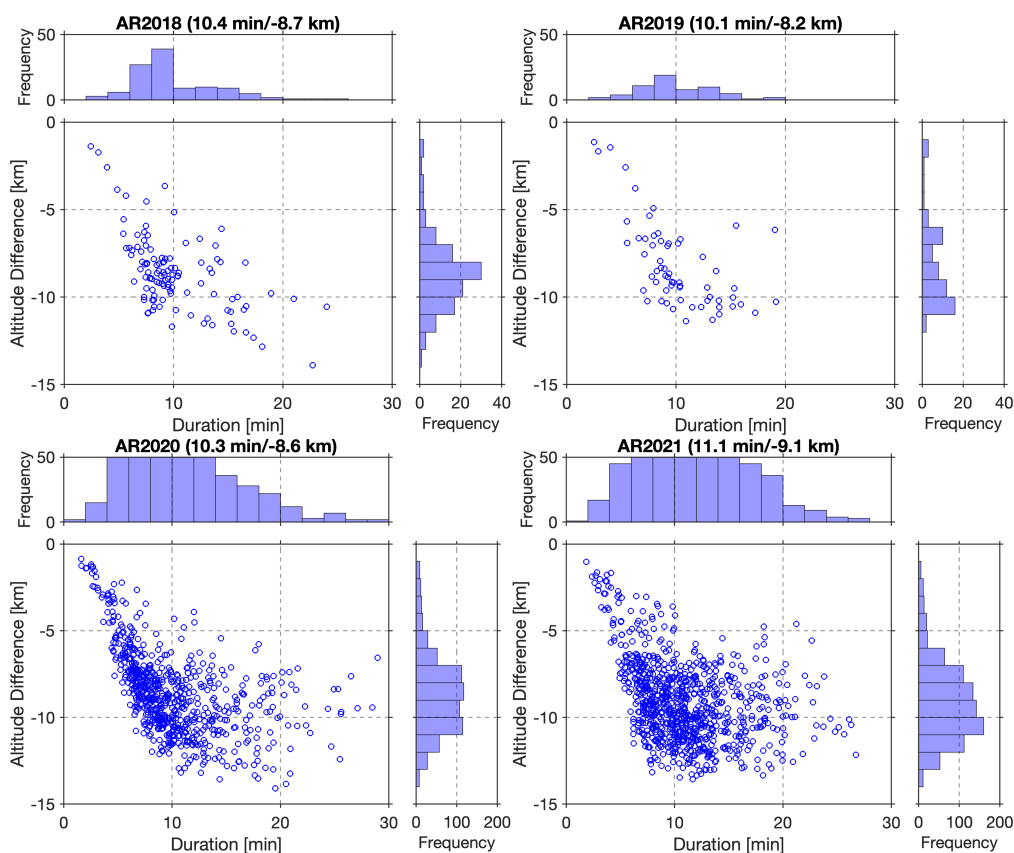 AR2018 (10.4 min/-8.7 km)
50
0
Frequency
0
-5
-10
-15
Altitude Difference [km]
0 10 20 30
Duration [min]
0 20 40
Frequency
AR2019 (10.1 min/-8.2 km)
50
0
Frequency
0
-5
-10
-15
Altitude Difference [km]
0 10 20 30
Duration [min]
0 20 40
Frequency
AR2020 (10.3 min/-8.6 km)
50
0
Frequency
0
-5
-10
-15
Altitude Difference [km]
0 10 20 30
Duration [min]
0 100 200
Frequency
AR2021 (11.1 min/-9.1 km)
50
0
Frequency
0
-5
-10
-15
Altitude Difference [km]
0 10 20 30
Duration [min]
0 100 200
Frequency